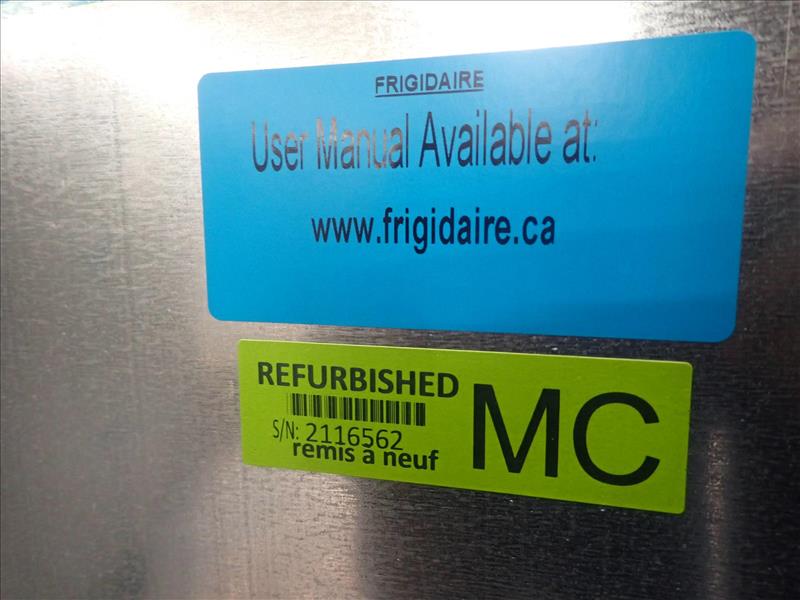 FRIGIDAIRE
User Manual Available at:
www.frigidaire.ca
REFURBISHED
S/N: 2116562
remis à neuf
MC